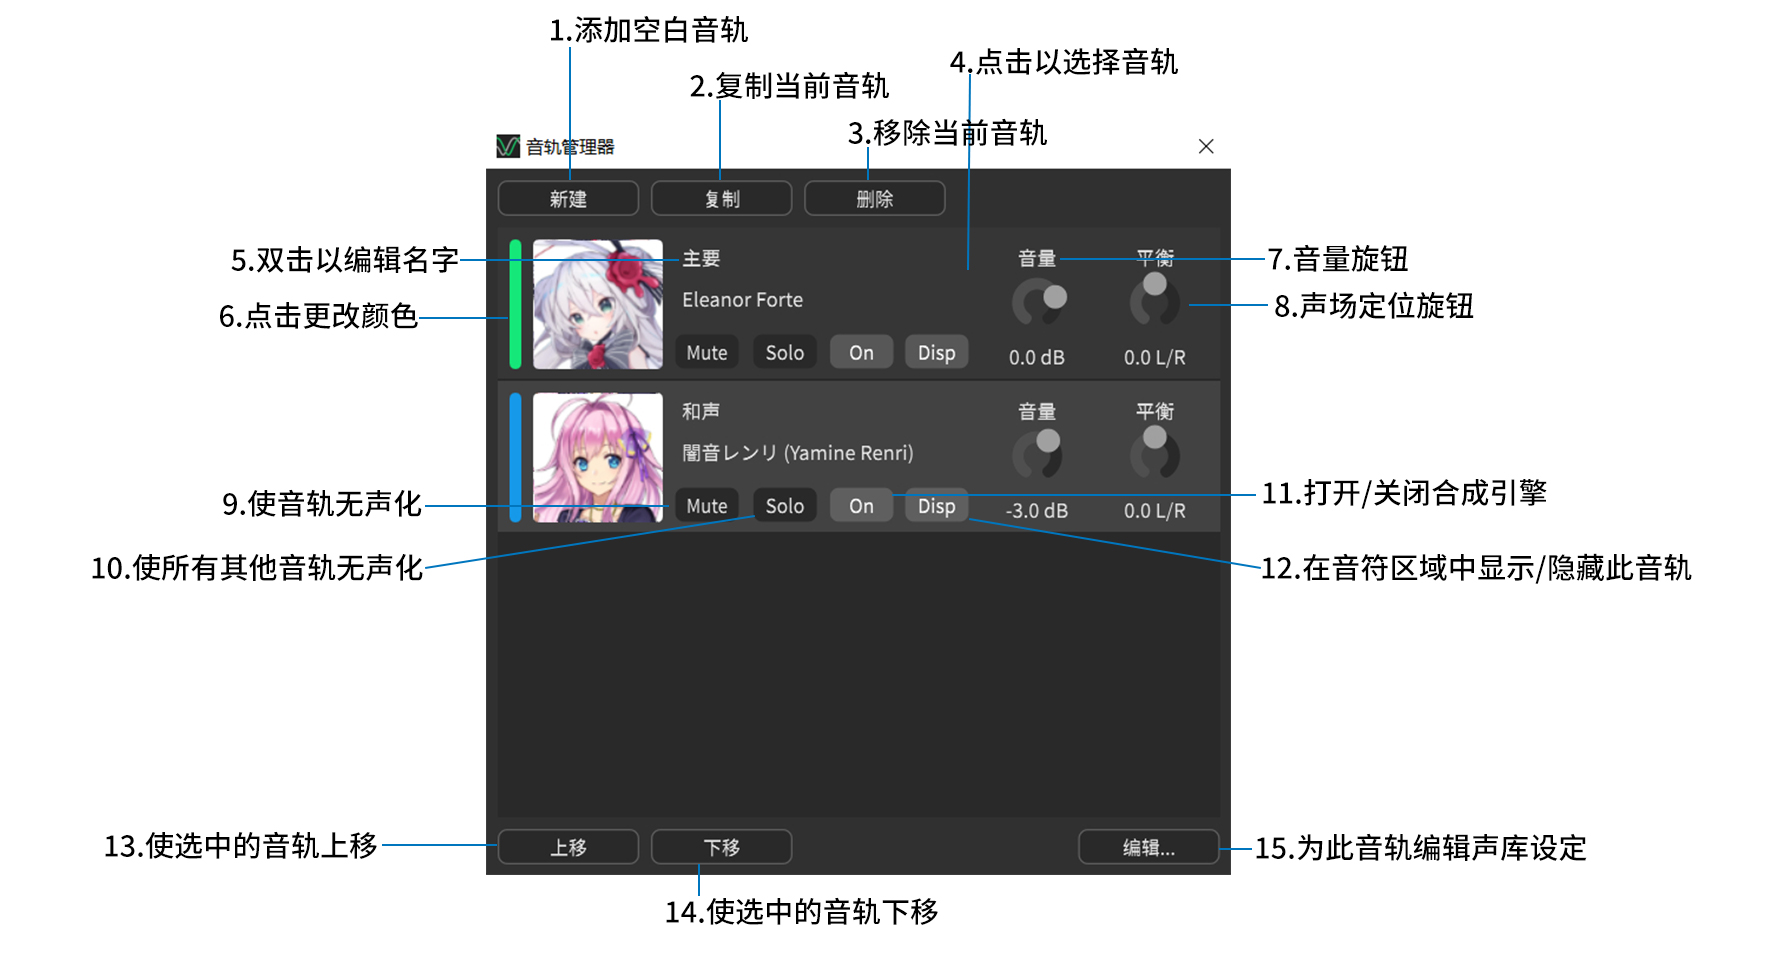 1.添加空白音轨
2.复制当前音轨
4.点击以选择音轨
3.移除当前音轨
音轨管理器
新建
复制
删除
5.双击以编辑名字
主要
音量
平衡
7.音量旋钮
6.点击更改颜色
Eleanor Forte
8.声场定位旋钮
Mute
Solo
On
Disp
0.0 dB
0.0 L/R
和声
音量
平衡
闇音レンリ (Yamine Renri)
9.使音轨无声化
Mute
Solo
On
Disp
-3.0 dB
0.0 L/R
11.打开/关闭合成引擎
10.使所有其他音轨无声化
12.在音符区域中显示/隐藏此音轨
13.使选中的音轨上移
上移
下移
编辑...
15.为此音轨编辑声库设定
14.使选中的音轨下移